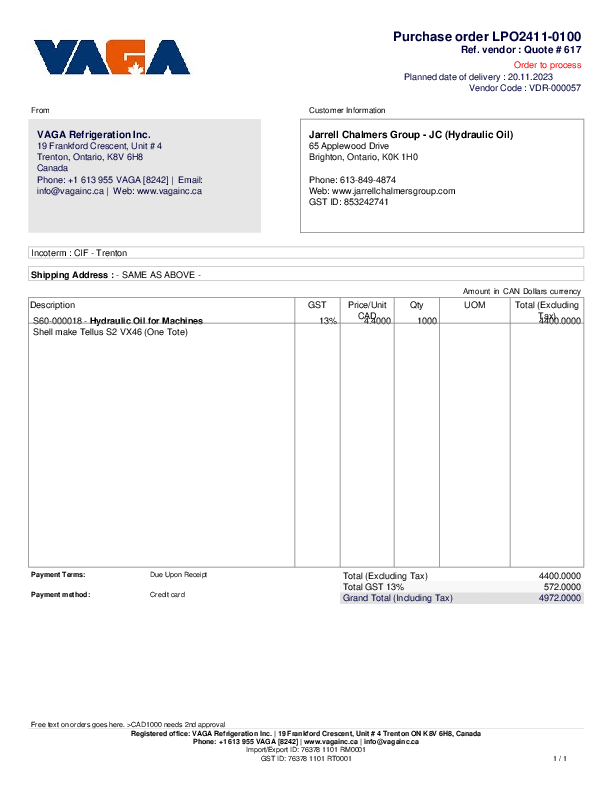 VAGA
Purchase order LPO2411-0100
Ref. vendor : Quote # 617
Order to process
Planned date of delivery : 20.11.2023
Vendor Code : VDR-000057
From
Customer Information
VAGA Refrigeration Inc.
19 Frankford Crescent, Unit # 4
Trenton, Ontario, K8V 6H8
Canada
Phone: +1 613 955 VAGA [8242] | Email:
info@vagainc.ca | Web: www.vagainc.ca
Jarrell Chalmers Group - JC (Hydraulic Oil)
65 Applewood Drive
Brighton, Ontario, K0K 1H0
Phone: 613-849-4874
Web: www.jarrellchalmersgroup.com
GST ID: 853242741
Incoterm : CIF - Trenton
Shipping Address : - SAME AS ABOVE -
Amount in CAN Dollars currency
Description GST Price/Unit CAD Qty UOM Total (Excluding Tax)
S60-000018 - Hydraulic Oil for Machines 13% 4.4000 1000 4400.0000
Shell make Tellus S2 VX46 (One Tote)
Payment Terms: Due Upon Receipt
Payment method: Credit card
Total (Excluding Tax) 4400.0000
Total GST 13% 572.0000
Grand Total (Including Tax) 4972.0000
Free text on orders goes here. >CAD1000 needs 2nd approval
Registered office: VAGA Refrigeration Inc. | 19 Frankford Crescent, Unit # 4 Trenton ON K8V 6H8, Canada
Phone: +1 613 955 VAGA [8242] | www.vagainc.ca | info@vagainc.ca
Import/Export ID: 76378 1101 RM0001
GST ID: 76378 1101 RT0001
1 / 1